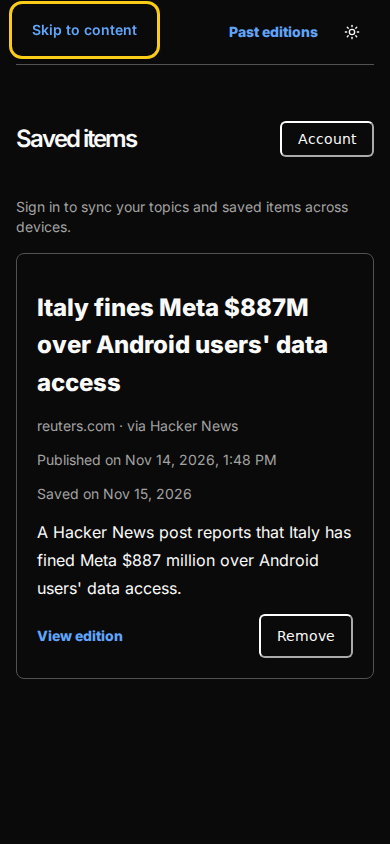 Skip to content
Past editions
Saved items
Account
Sign in to sync your topics and saved items across
devices.
Italy fines Meta $887M
over Android users' data
access
reuters.com · via Hacker News
Published on Nov 14, 2026, 1:48 PM
Saved on Nov 15, 2026
A Hacker News post reports that Italy has
fined Meta $887 million over Android
users' data access.
View edition
Remove